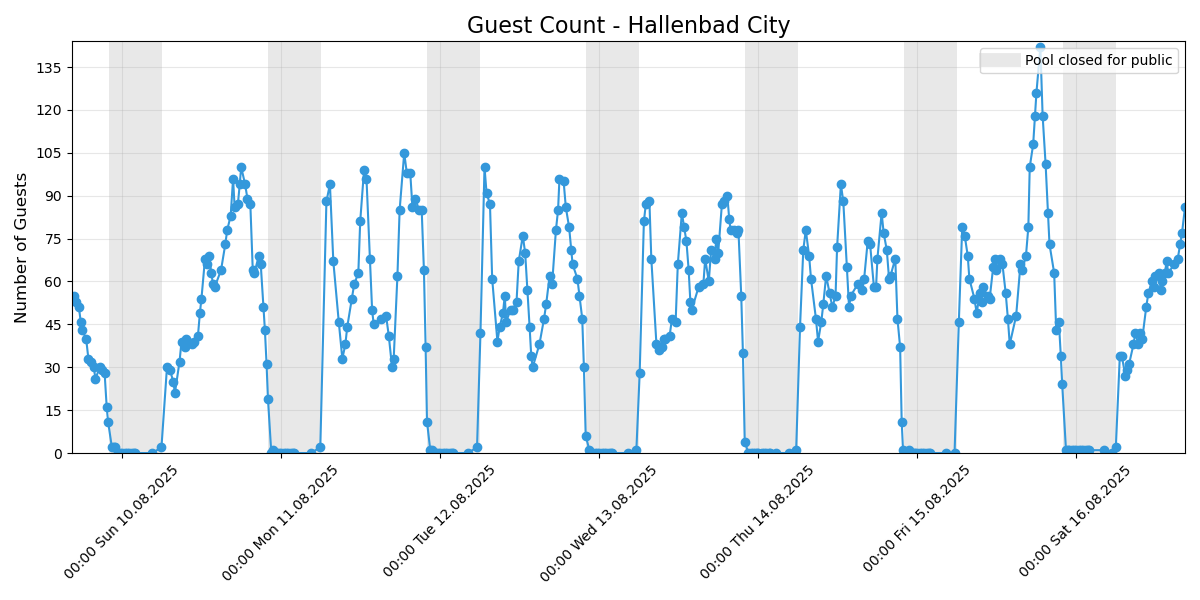 Guest Count - Hallenbad City
Pool closed for public
Number of Guests
135
120
105
90
75
60
45
30
15
0
00:00 Sun 10.08.2025
00:00 Mon 11.08.2025
00:00 Tue 12.08.2025
00:00 Wed 13.08.2025
00:00 Thu 14.08.2025
00:00 Fri 15.08.2025
00:00 Sat 16.08.2025